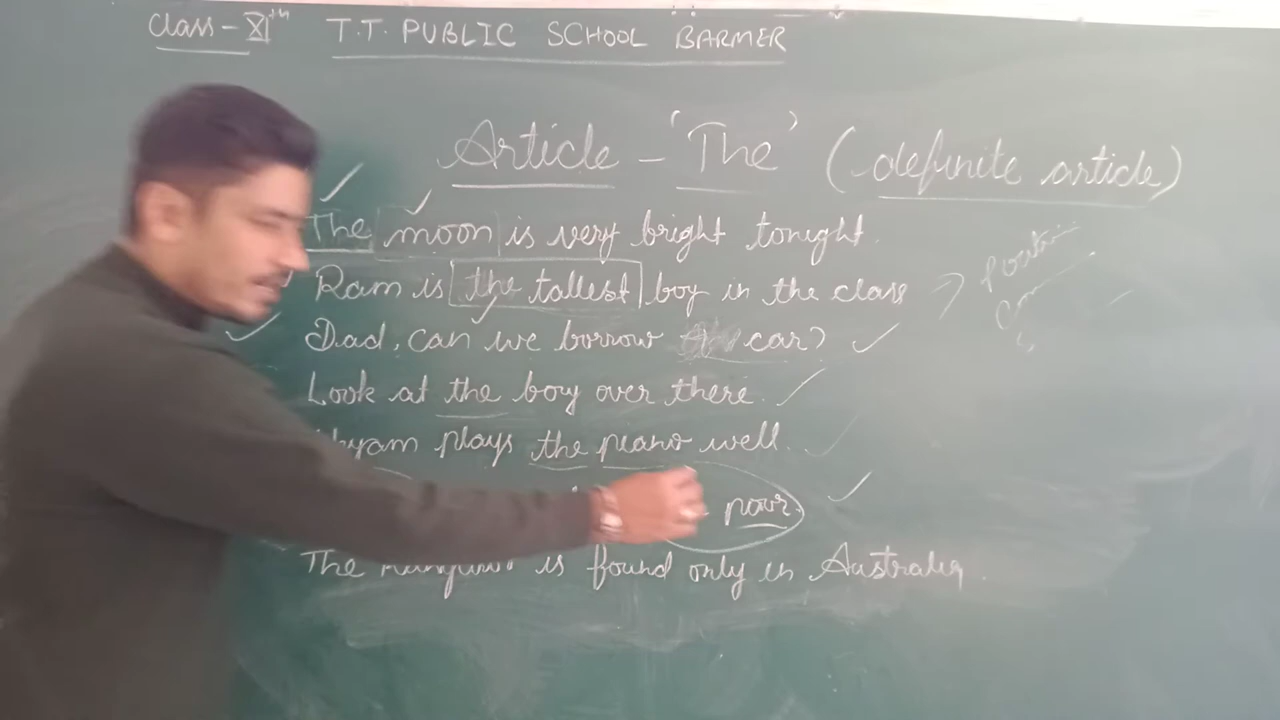 Class - XIth T.T. PUBLIC SCHOOL BARMER
Article - 'The' (definite article)
The moon is very bright tonight.
Ram is the tallest boy in the class
Dad, can we borrow car?
Look at the boy over there.
plays the piano well.
poor.
The is found only in Australia.